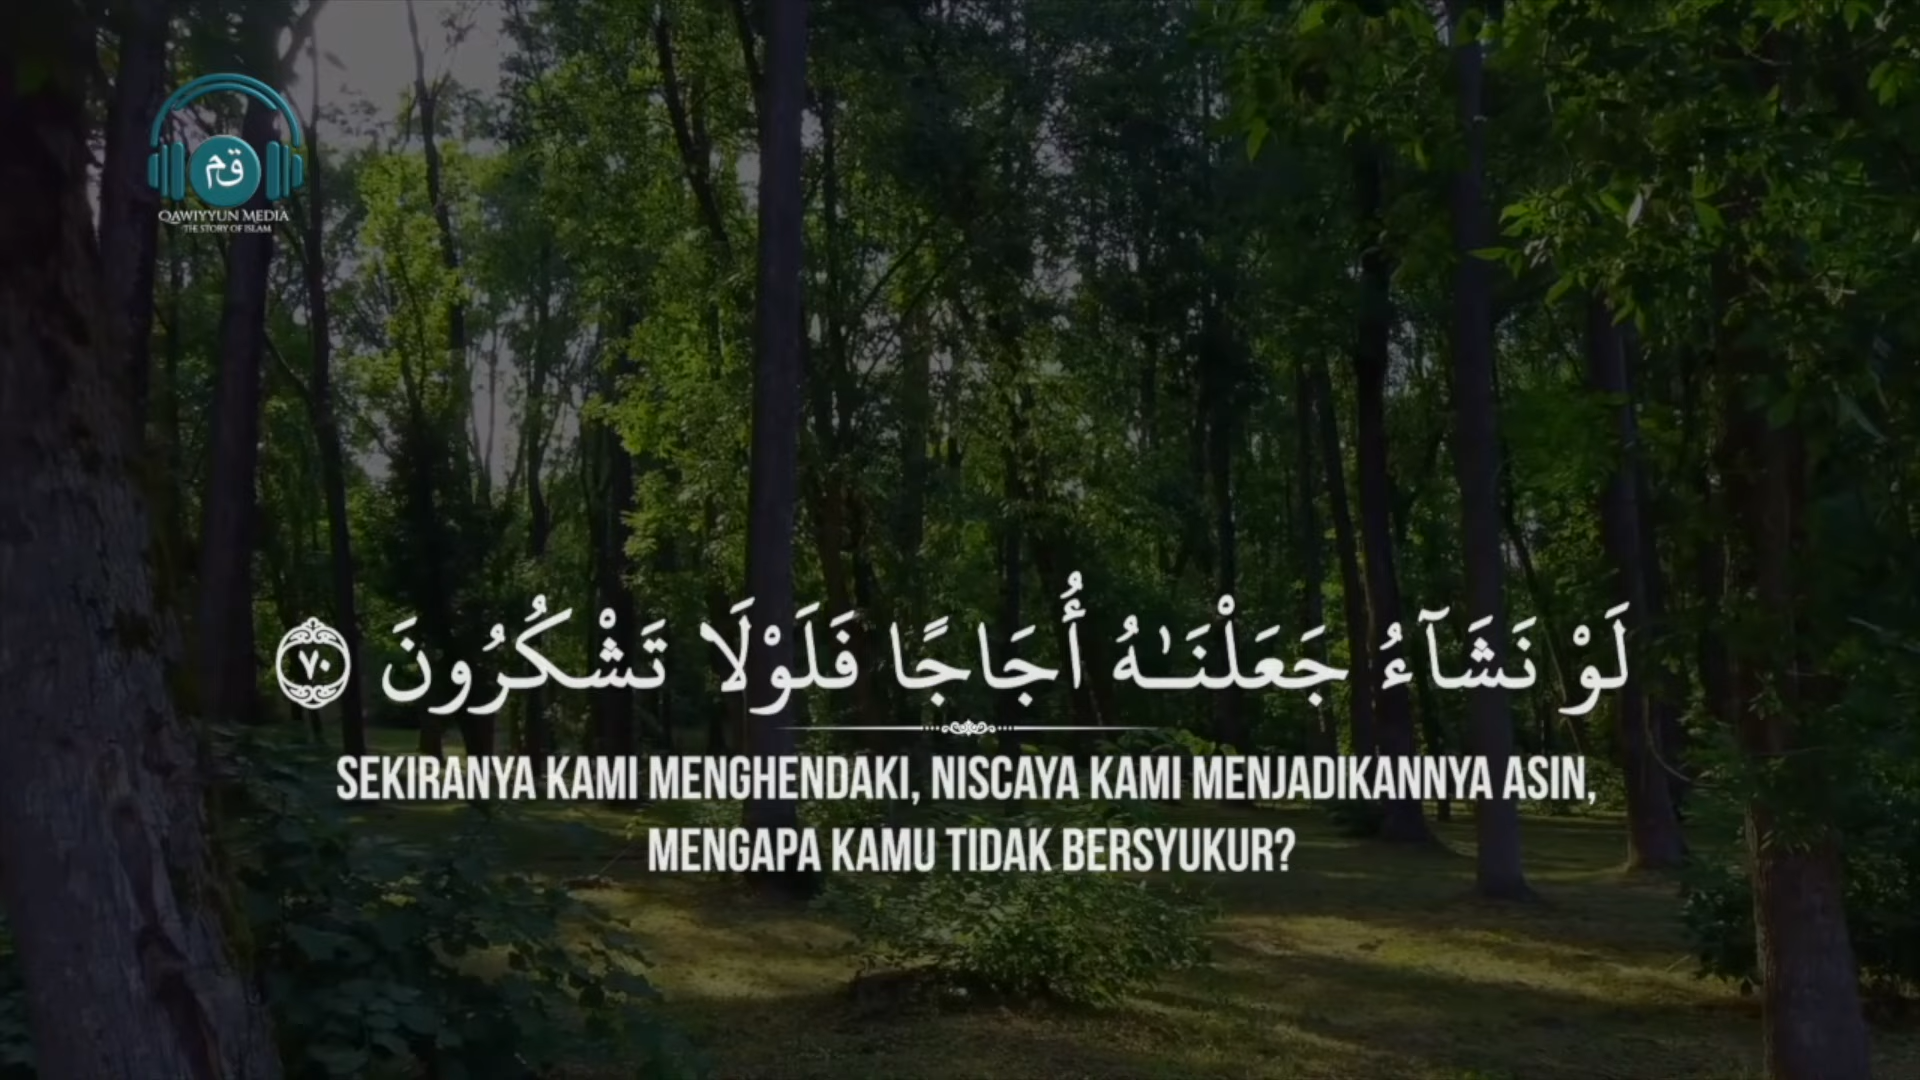 قم
QAWIYYUN MEDIA
THE STORY OF ISLAM
لَوْ نَشَآءُ جَعَلْنَـٰهُ أُجَاجًا فَلَوْلَا تَشْكُرُونَ ٧٠
SEKIRANYA KAMI MENGHENDAKI, NISCAYA KAMI MENJADIKANNYA ASIN,
MENGAPA KAMU TIDAK BERSYUKUR?